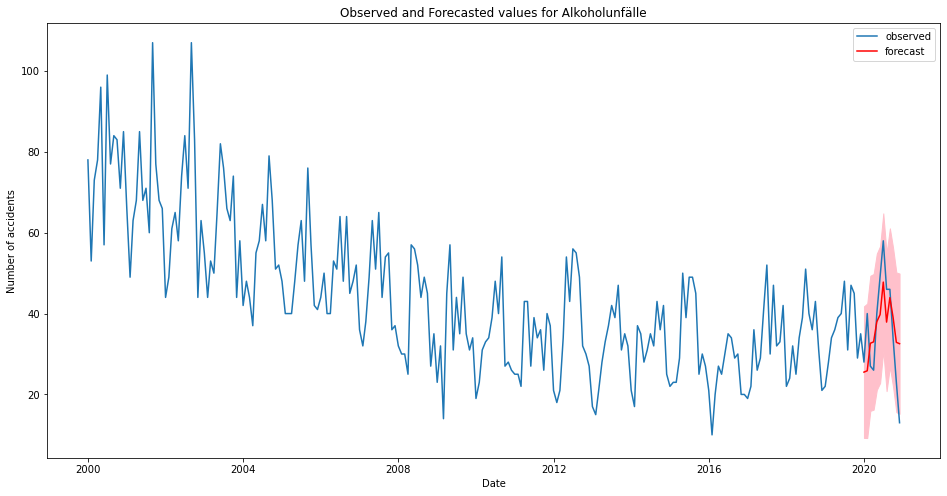 Observed and Forecasted values for Alkoholunfälle
observed
forecast
Number of accidents
100
80
60
40
20
2000
2004
2008
2012
2016
2020
Date